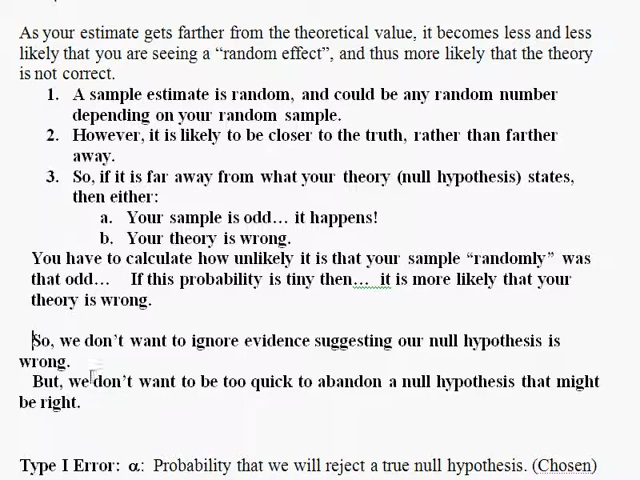 As your estimate gets farther from the theoretical value, it becomes less and less
likely that you are seeing a “random effect”, and thus more likely that the theory
is not correct.
1. A sample estimate is random, and could be any random number
depending on your random sample.
2. However, it is likely to be closer to the truth, rather than farther
away.
3. So, if it is far away from what your theory (null hypothesis) states,
then either:
a. Your sample is odd… it happens!
b. Your theory is wrong.
You have to calculate how unlikely it is that your sample “randomly” was
that odd… If this probability is tiny then… it is more likely that your
theory is wrong.
So, we don’t want to ignore evidence suggesting our null hypothesis is
wrong.
But, we don’t want to be too quick to abandon a null hypothesis that might
be right.
Type I Error: α: Probability that we will reject a true null hypothesis. (Chosen)